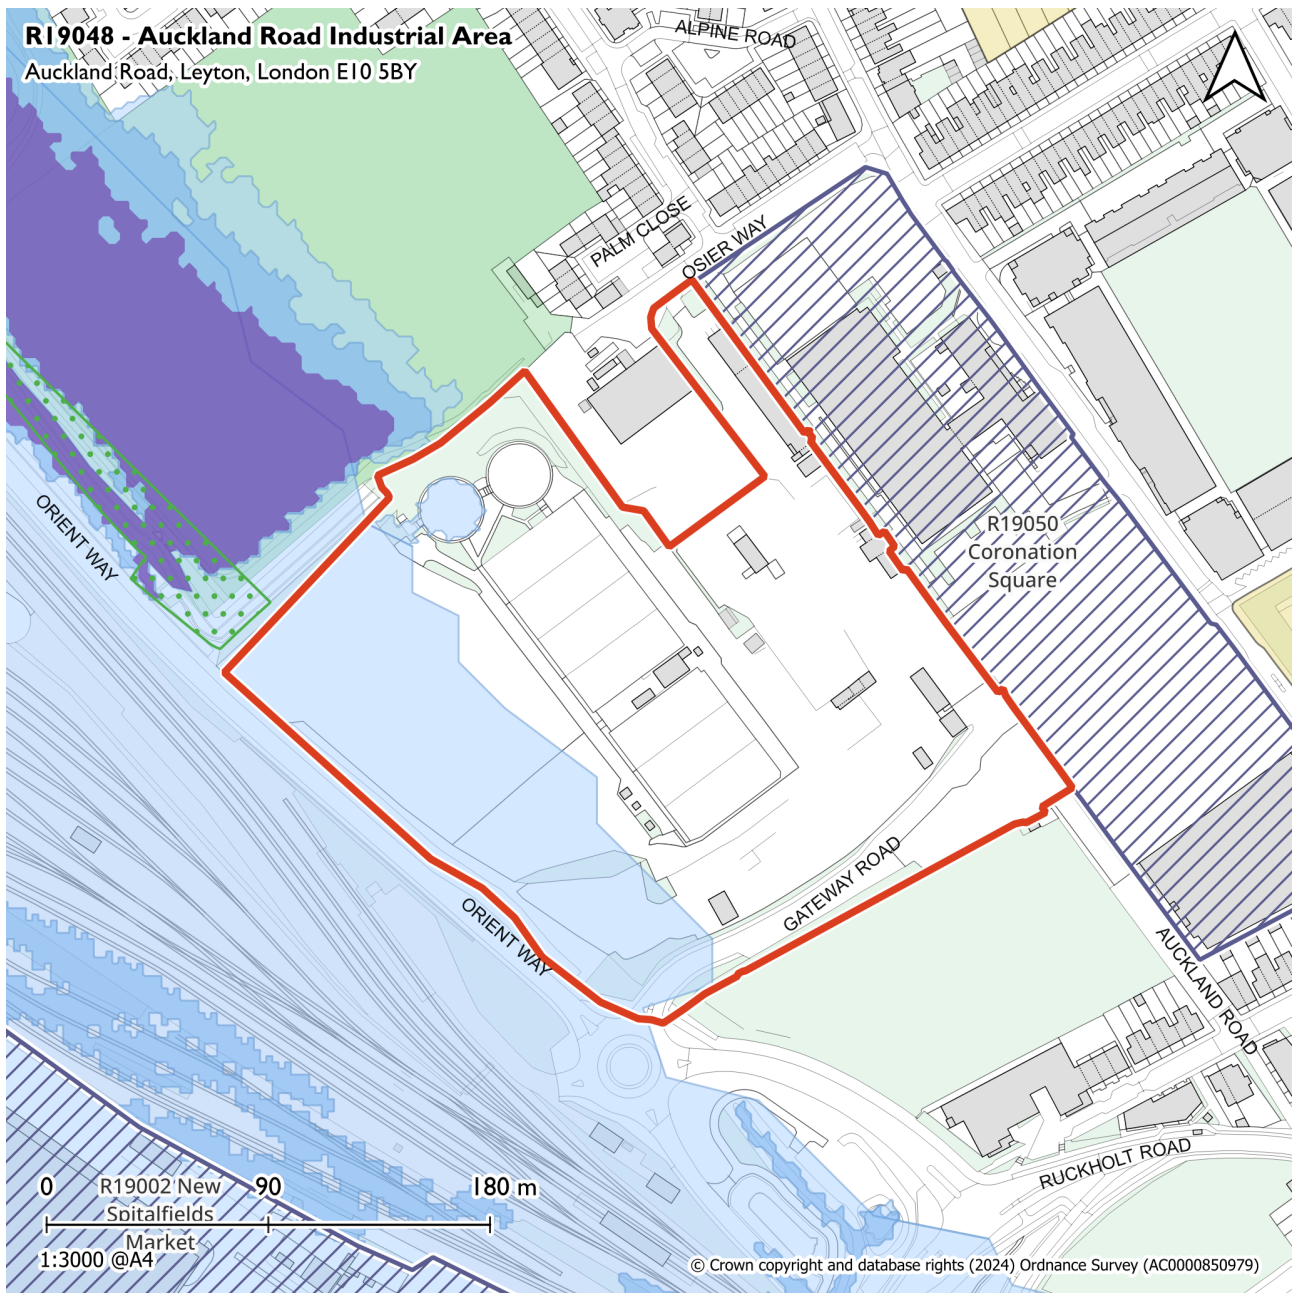 R19048 - Auckland Road Industrial Area
Auckland Road, Leyton, London E10 5BY
ALPINE ROAD
PALM CLOSE
OSIER WAY
ORIENT WAY
R19050
Coronation
Square
GATEWAY ROAD
ORIENT WAY
AUCKLAND ROAD
RUCKHOLT ROAD
R19002 New
Spitalfields
Market
0 90 180 m
1:3000 @A4
© Crown copyright and database rights (2024) Ordnance Survey (AC0000850979)